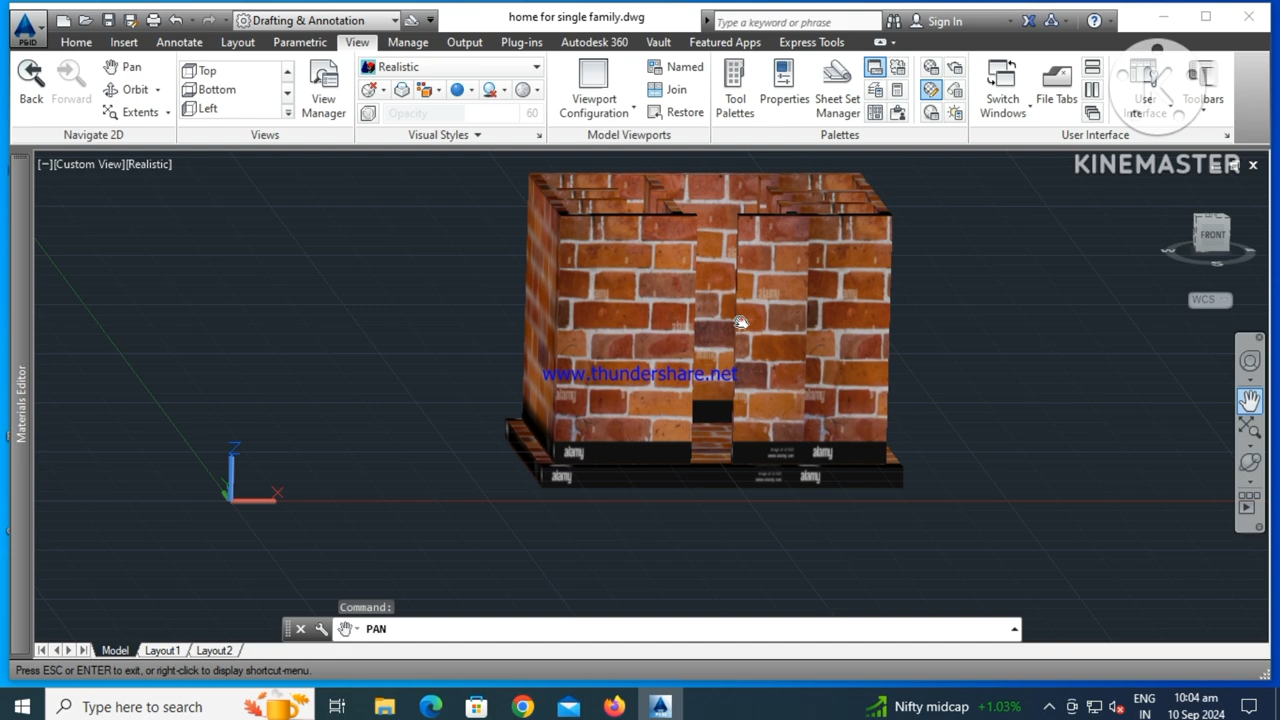 Drafting & Annotation
home for single family.dwg
Type a keyword or phrase
Sign In
P&ID
Home Insert Annotate Layout Parametric View Manage Output Plug-ins Autodesk 360 Vault Featured Apps Express Tools
Back
Forward
Pan
Orbit
Extents
Navigate 2D
Top
Bottom
Left
View Manager
Views
Realistic
Opacity 60
Visual Styles
Viewport Configuration
Named
Join
Restore
Model Viewports
Tool Palettes
Properties
Sheet Set Manager
Palettes
Switch Windows
File Tabs
User Interface
Toolbars
User Interface
[−][Custom View][Realistic]
KINEMASTER
FRONT
W
S
WCS
www.thundershare.net
alamy
alamy
alamy
alamy
Z
X
Materials Editor
Command:
PAN
Model Layout1 Layout2
Press ESC or ENTER to exit, or right-click to display shortcut-menu.
Type here to search
Nifty midcap +1.03%
ENG
IN
10:04 am
10 Sep 2024